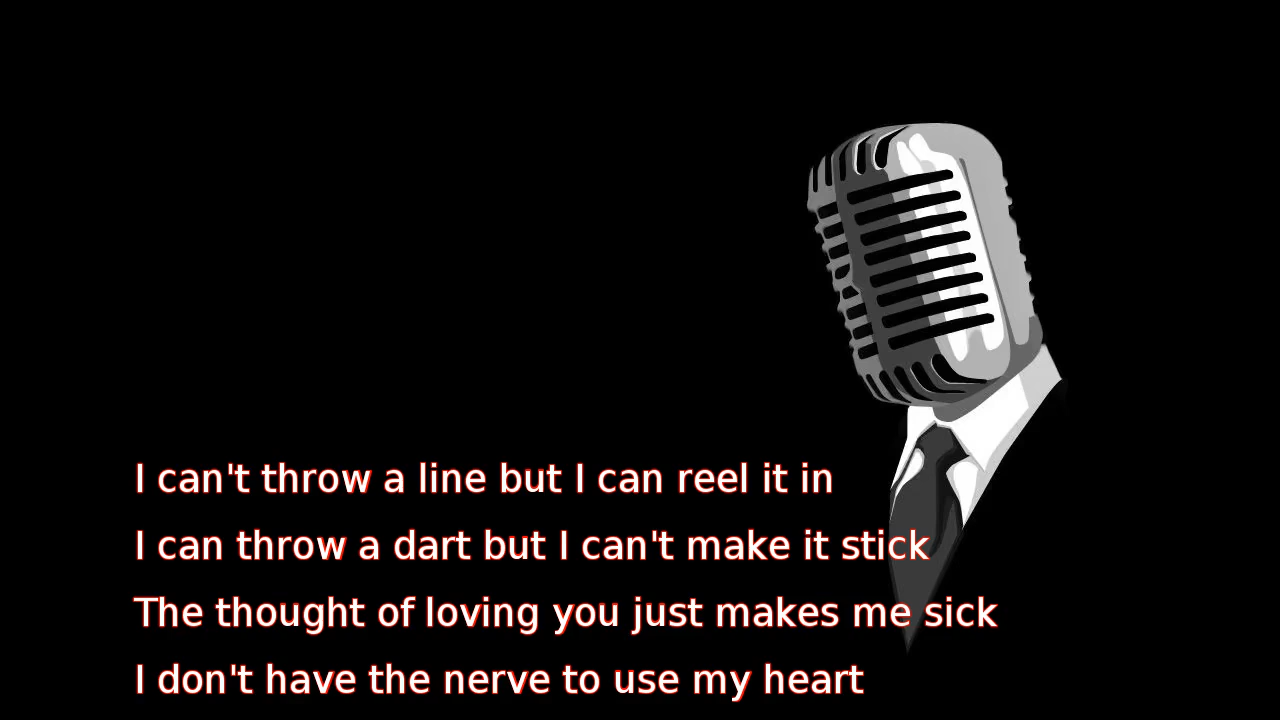 I can't throw a line but I can reel it in
I can throw a dart but I can't make it stick
The thought of loving you just makes me sick
I don't have the nerve to use my heart